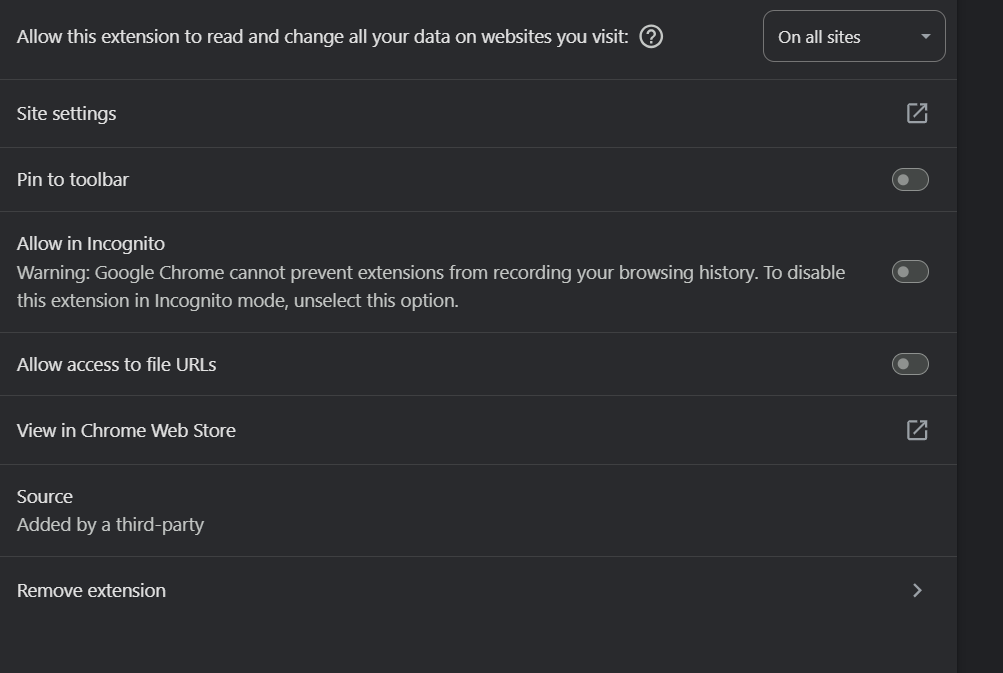 Allow this extension to read and change all your data on websites you visit:
On all sites
Site settings
Pin to toolbar
Allow in Incognito
Warning: Google Chrome cannot prevent extensions from recording your browsing history. To disable
this extension in Incognito mode, unselect this option.
Allow access to file URLs
View in Chrome Web Store
Source
Added by a third-party
Remove extension